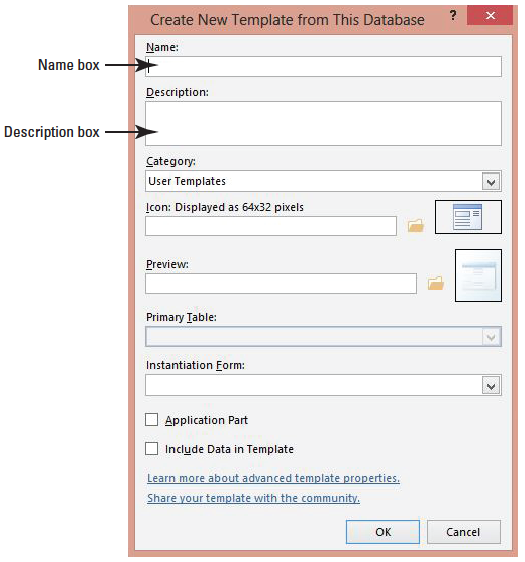 Create New Template from This Database
? ×
Name:
Name box
Description:
Description box
Category:
User Templates
Icon: Displayed as 64x32 pixels
Preview:
Primary Table:
Instantiation Form:
Application Part
Include Data in Template
Learn more about advanced template properties.
Share your template with the community.
OK Cancel